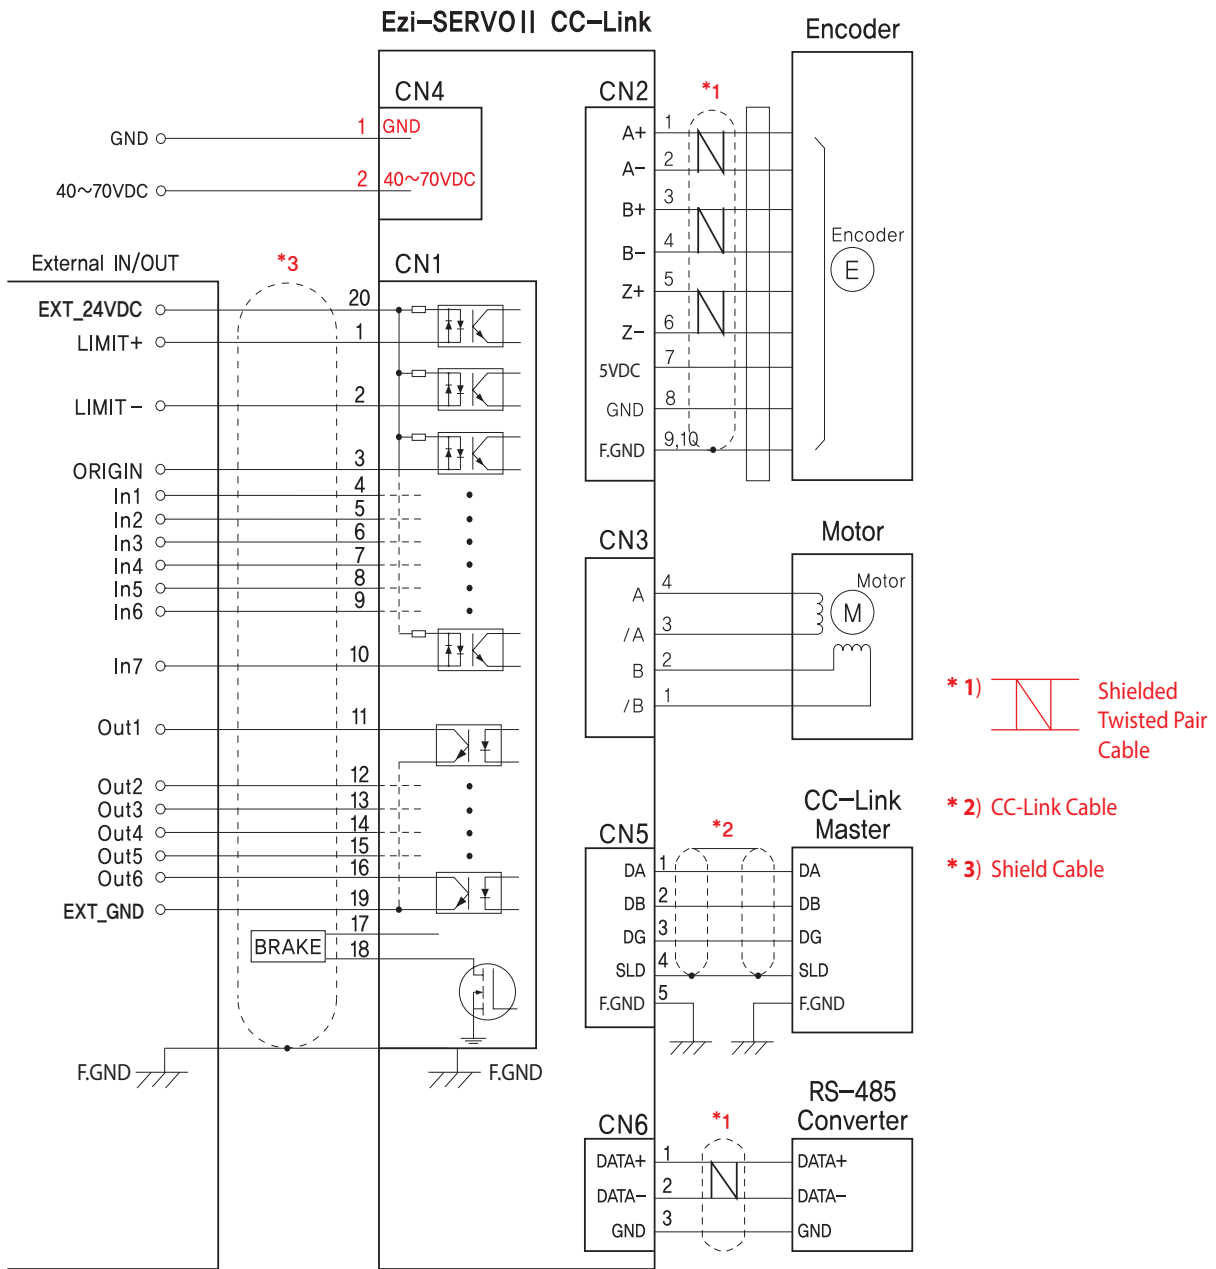 Ezi-SERVOII CC-Link
CN4
GND 1 GND
40~70VDC 2 40~70VDC
External IN/OUT *3 CN1
EXT_24VDC 20
LIMIT+ 1
LIMIT- 2
ORIGIN 3
In1 4
In2 5
In3 6
In4 7
In5 8
In6 9
In7 10
Out1 11
Out2 12
Out3 13
Out4 14
Out5 15
Out6 16
EXT_GND 19
BRAKE 17
18
F.GND F.GND
CN2 *1 Encoder
A+ 1
A- 2
B+ 3
B- 4
Z+ 5
Z- 6
5VDC 7
GND 8
F.GND 9,10
Encoder
E
CN3 Motor
A 4
/A 3
B 2
/B 1
Motor
M
CN5 *2 CC-Link
Master
DA 1 DA
DB 2 DB
DG 3 DG
SLD 4 SLD
F.GND 5 F.GND
CN6 *1 RS-485
Converter
DATA+ 1 DATA+
DATA- 2 DATA-
GND 3 GND
* 1) Shielded
Twisted Pair
Cable
* 2) CC-Link Cable
* 3) Shield Cable